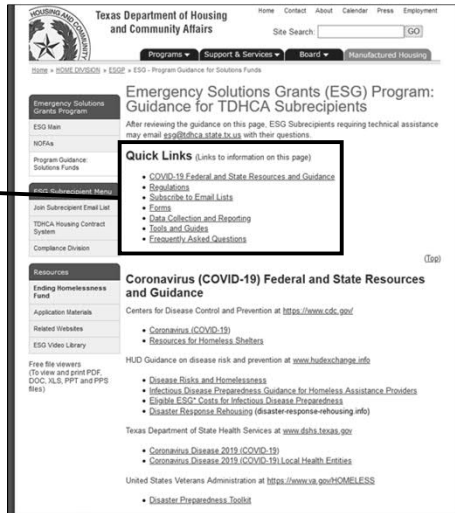 Home Contact About Calendar Press Employment
Texas Department of Housing
and Community Affairs
Site Search: GO
Programs Support & Services Board Manufactured Housing
Home » HOME DIVISION » ESGP » ESG - Program Guidance for Solutions Funds
Emergency Solutions
Grants Program
ESG Main
NOFAs
Program Guidance:
Solutions Funds
ESG Subrecipient Menu
Join Subrecipient Email List
TDHCA Housing Contract
System
Compliance Division
Resources
Ending Homelessness
Fund
Application Materials
Related Websites
ESG Video Library
Free file viewers
(To view and print PDF,
DOC, XLS, PPT and PPS
files)
Emergency Solutions Grants (ESG) Program:
Guidance for TDHCA Subrecipients
After reviewing the guidance on this page, ESG Subrecipients requiring technical assistance
may email esg@tdhca.state.tx.us with their questions.
Quick Links (Links to information on this page)
• COVID-19 Federal and State Resources and Guidance
• Regulations
• Subscribe to Email Lists
• Forms
• Data Collection and Reporting
• Tools and Guides
• Frequently Asked Questions
(Top)
Coronavirus (COVID-19) Federal and State Resources
and Guidance
Centers for Disease Control and Prevention at https://www.cdc.gov/
• Coronavirus (COVID-19)
• Resources for Homeless Shelters
HUD Guidance on disease risk and prevention at www.hudexchange.info
• Disease Risks and Homelessness
• Infectious Disease Preparedness Guidance for Homeless Assistance Providers
• Eligible ESG* Costs for Infectious Disease Preparedness
• Disaster Response Rehousing (disaster-response-rehousing.info)
Texas Department of State Health Services at www.dshs.texas.gov
• Coronavirus Disease 2019 (COVID-19)
• Coronavirus Disease 2019 (COVID-19) Local Health Entities
United States Veterans Administration at https://www.va.gov/HOMELESS
• Disaster Preparedness Toolkit